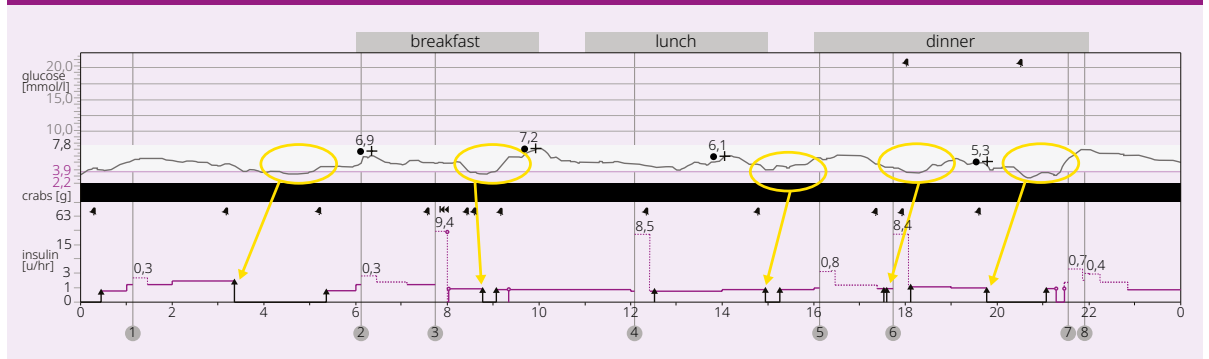 breakfast lunch dinner
glucose
[mmol/l]
20,0
15,0
10,0
7,8
3,9
2,2
6,9 7,2 6,1 5,3
crabs [g]
63
15
insulin
[u/hr]
3
1
0
0,3 0,3 9,4 8,5 0,8 8,4 0,7 0,4
0 2 4 6 8 10 12 14 16 18 20 22 0
1 2 3 4 5 6 7 8